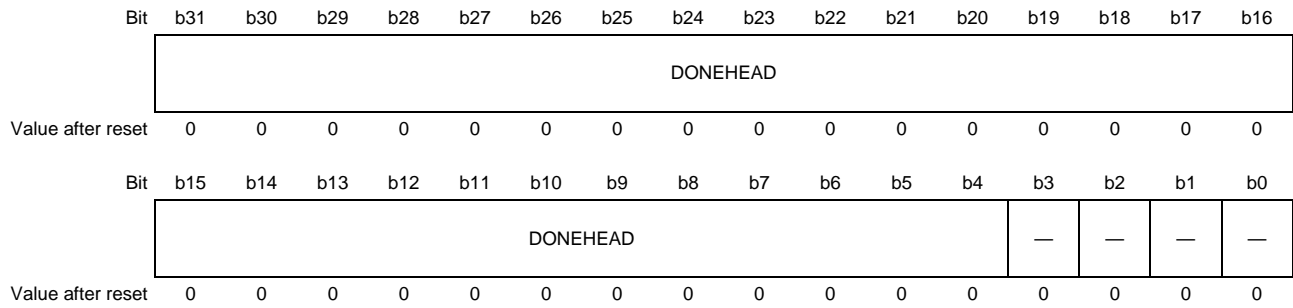 Bit b31 b30 b29 b28 b27 b26 b25 b24 b23 b22 b21 b20 b19 b18 b17 b16
DONEHEAD
Value after reset 0 0 0 0 0 0 0 0 0 0 0 0 0 0 0 0
Bit b15 b14 b13 b12 b11 b10 b9 b8 b7 b6 b5 b4 b3 b2 b1 b0
DONEHEAD — — — —
Value after reset 0 0 0 0 0 0 0 0 0 0 0 0 0 0 0 0